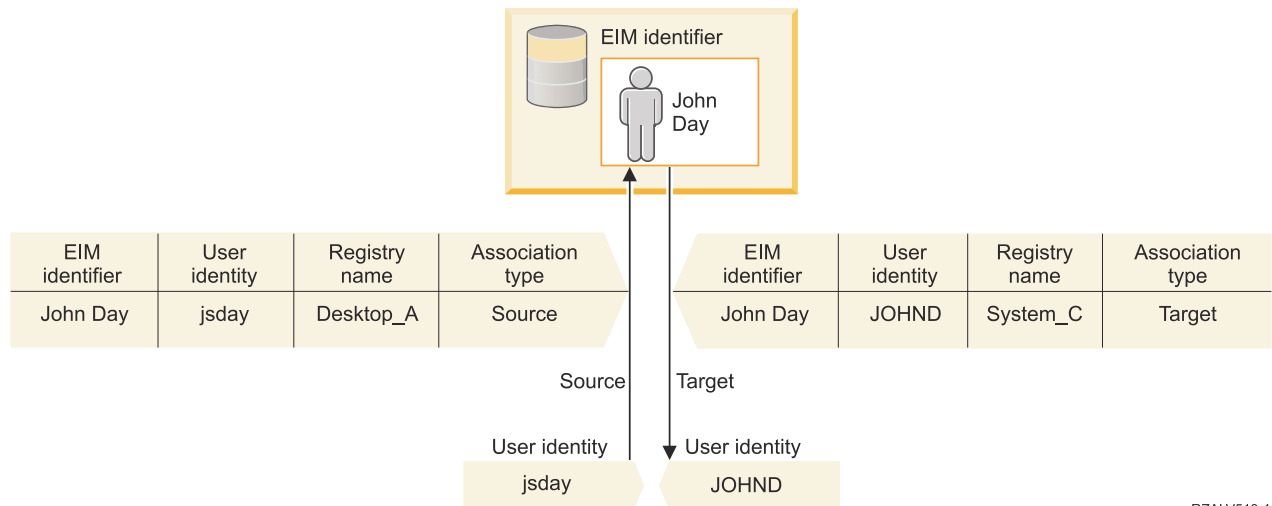 EIM identifier
John
Day
EIM
identifier
User
identity
Registry
name
Association
type
John Day
jsday
Desktop_A
Source
EIM
identifier
User
identity
Registry
name
Association
type
John Day
JOHND
System_C
Target
Source
Target
User identity
jsday
User identity
JOHND